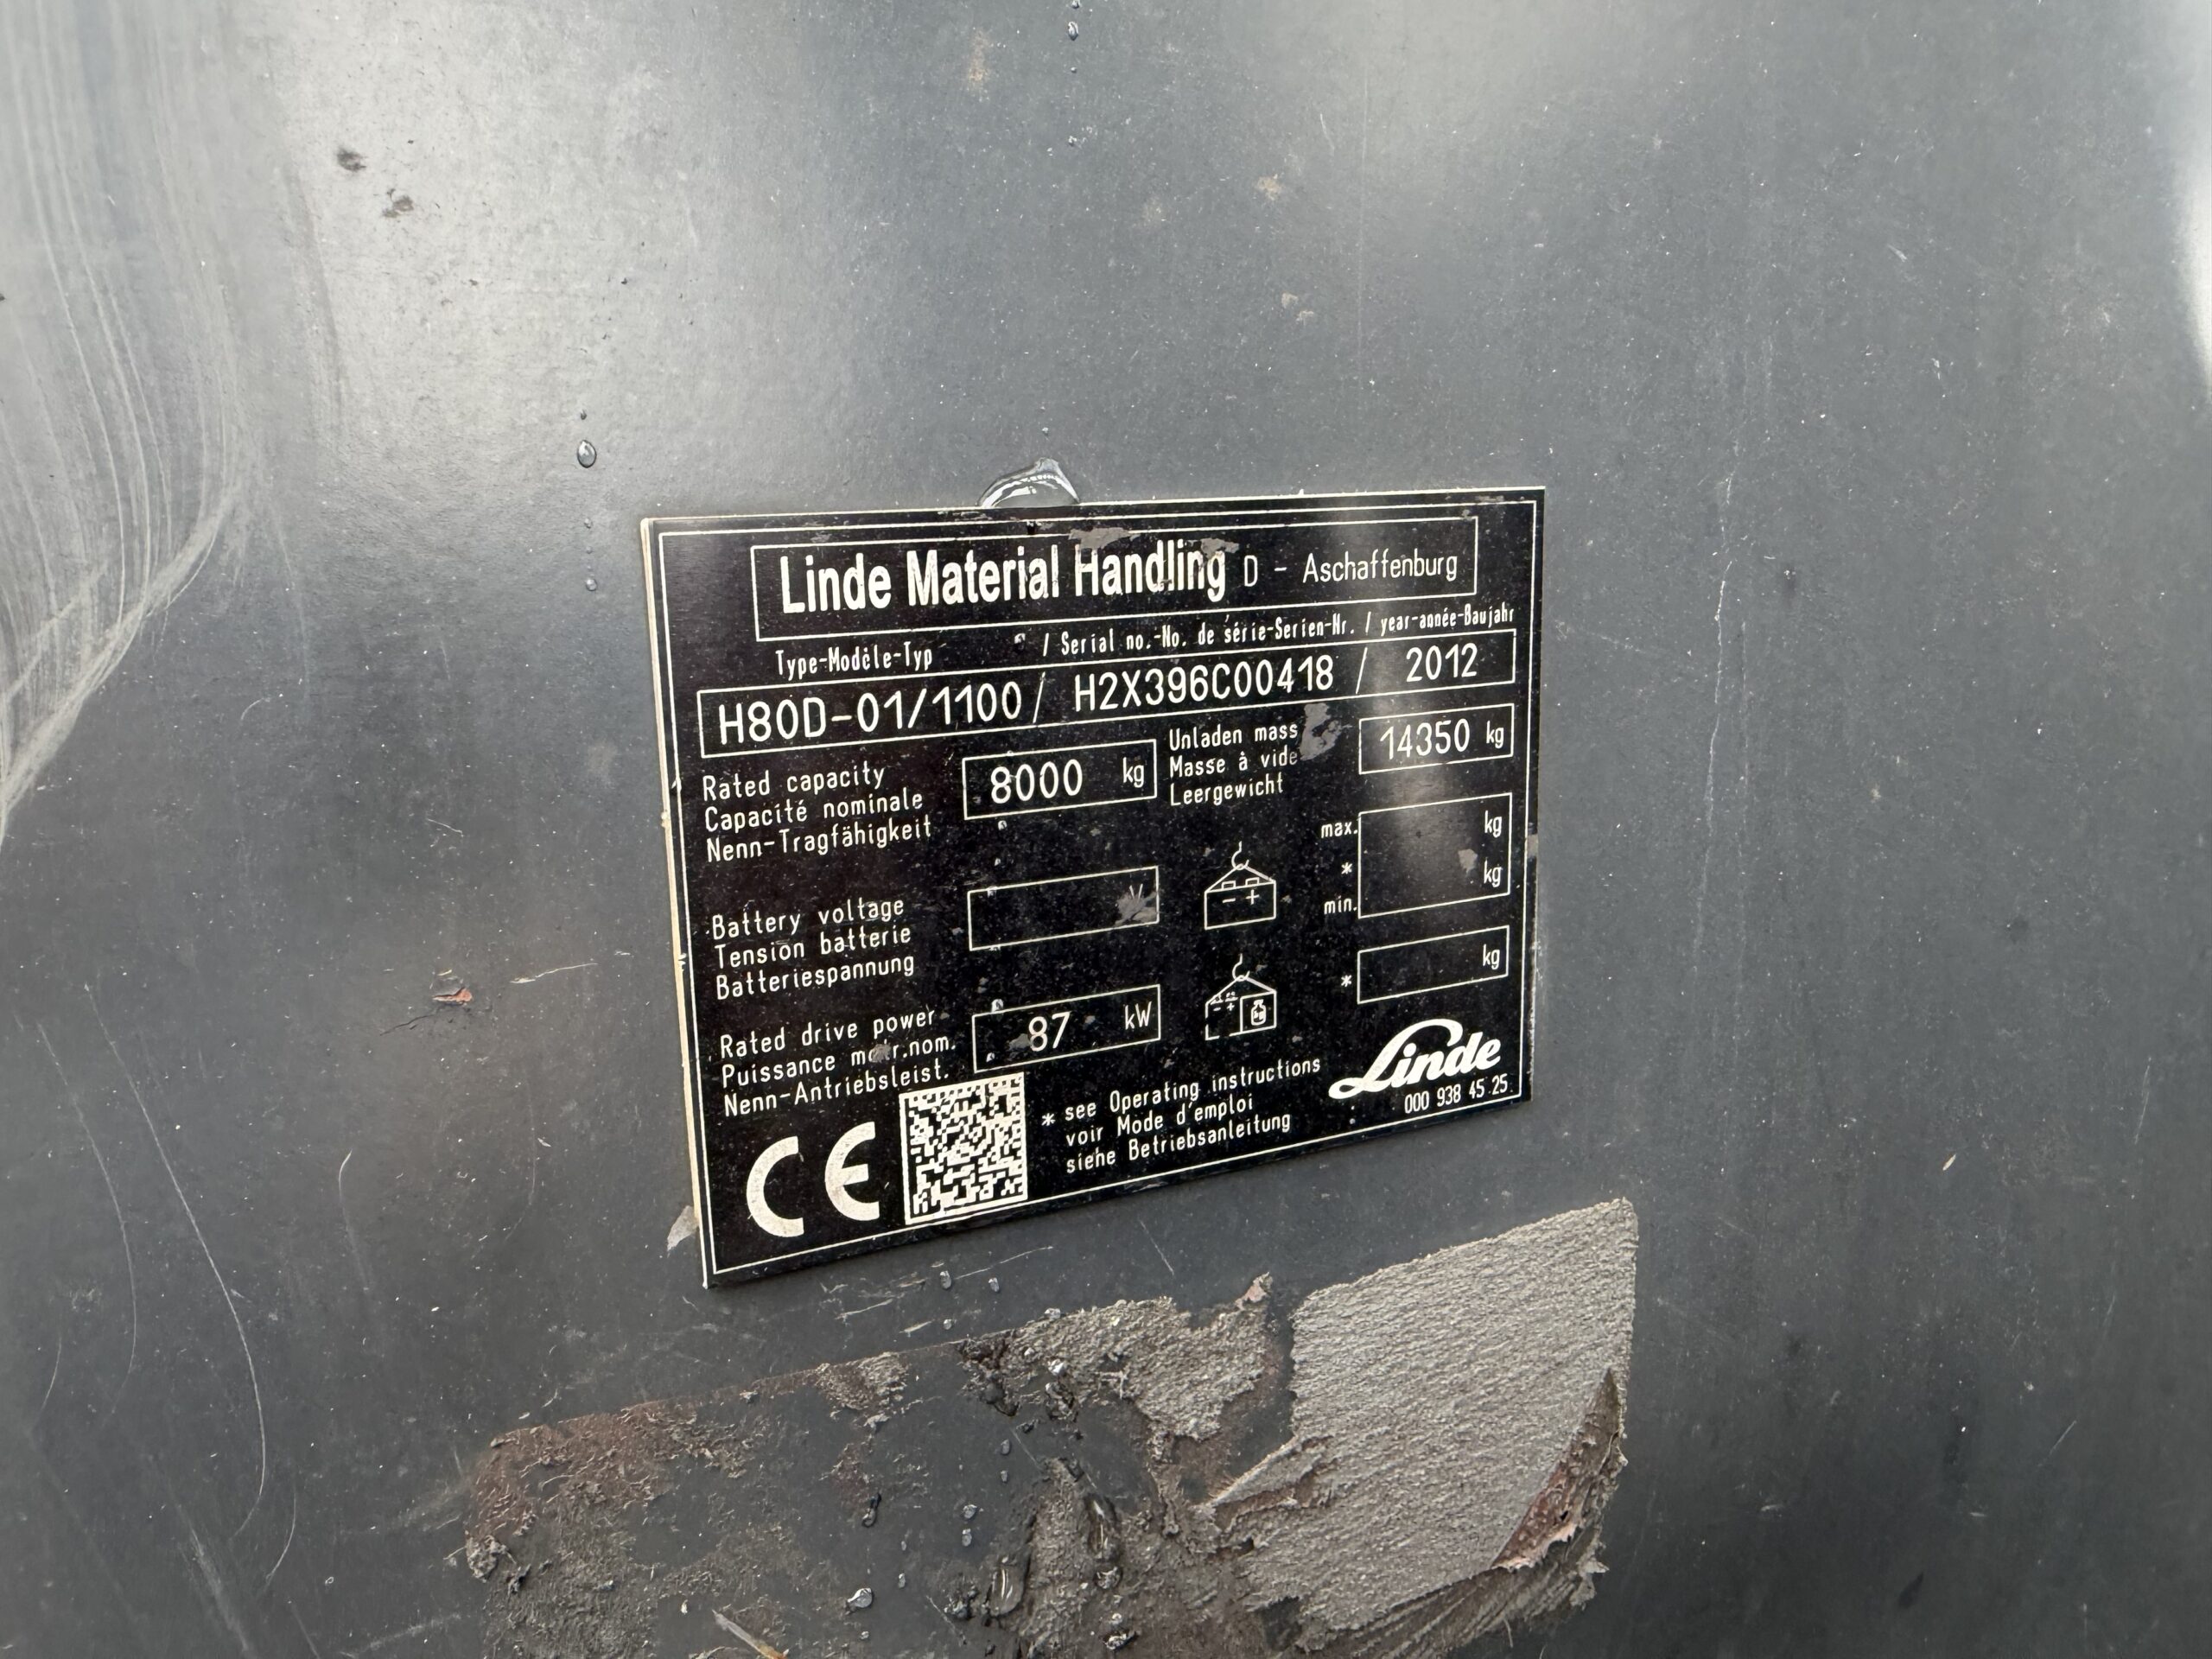 Linde Material Handling D - Aschaffenburg
Type-Modèle-Typ / Serial no.-No. de série-Serien-Nr. / year-année-Baujahr
H80D-01/1100 / H2X396C00418 / 2012
Rated capacity
Capacité nominale
Nenn-Tragfähigkeit
8000 kg
Unladen mass
Masse à vide
Leergewicht
14350 kg
Battery voltage
Tension batterie
Batteriespannung
- +
max. kg
* kg
min.
* kg
Rated drive power
Puissance motr.nom.
Nenn-Antriebsleist.
87 kW
CE
* see Operating instructions
voir Mode d'emploi
siehe Betriebsanleitung
Linde
000 938 45 25